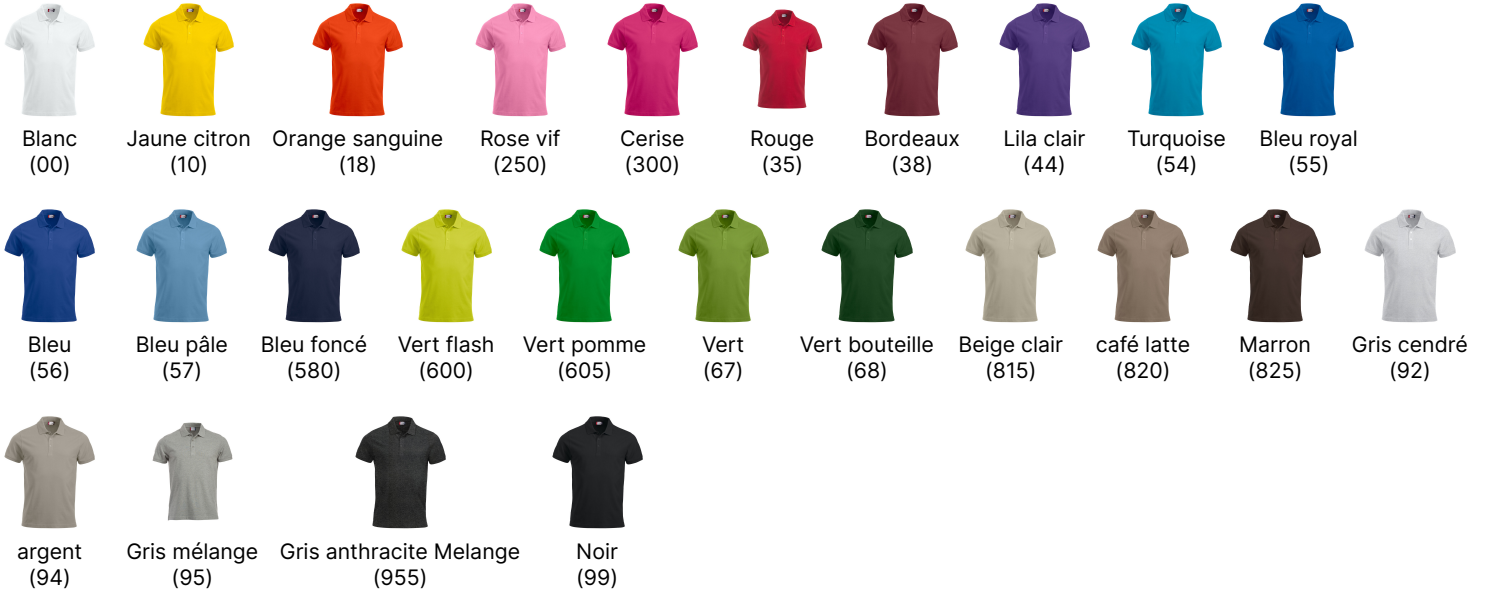 Blanc
(00)
Jaune citron
(10)
Orange sanguine
(18)
Rose vif
(250)
Cerise
(300)
Rouge
(35)
Bordeaux
(38)
Lila clair
(44)
Turquoise
(54)
Bleu royal
(55)
Bleu
(56)
Bleu pâle
(57)
Bleu foncé
(580)
Vert flash
(600)
Vert pomme
(605)
Vert
(67)
Vert bouteille
(68)
Beige clair
(815)
café latte
(820)
Marron
(825)
Gris cendré
(92)
argent
(94)
Gris mélange
(95)
Gris anthracite Melange
(955)
Noir
(99)